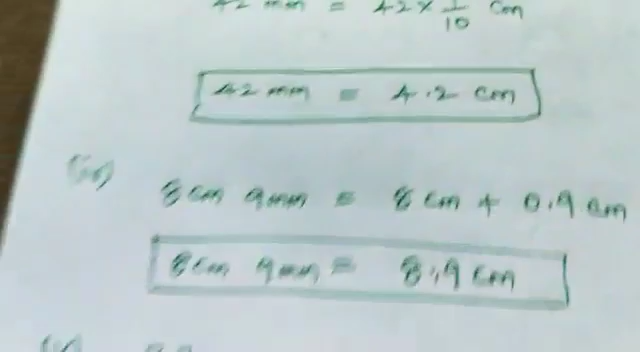 42 mm = 42 × 1/10 cm
42 mm = 4.2 cm
(iv) 8 cm 9 mm = 8 cm + 0.9 cm
8 cm 9 mm = 8.9 cm